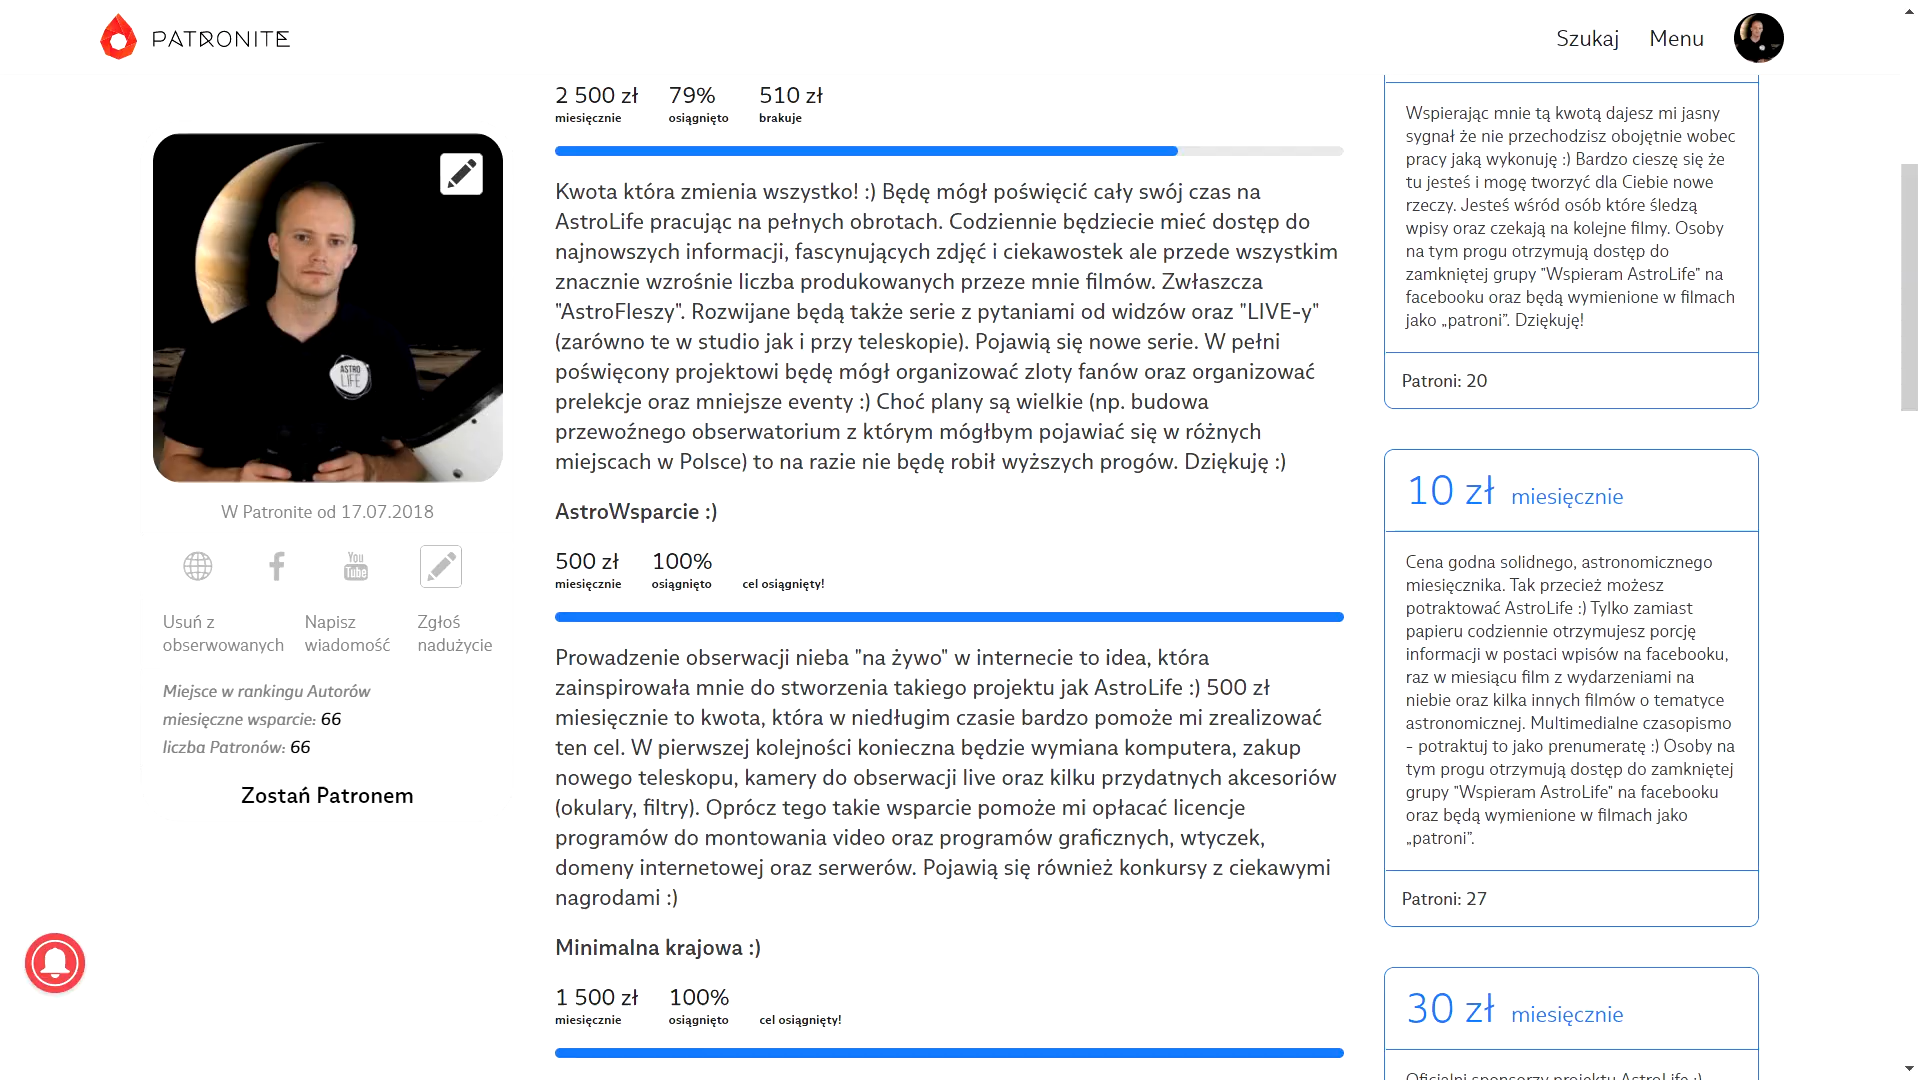 PATRONITE
Szukaj
Menu
ASTRO
LIFE
W Patronite od 17.07.2018
You
Tube
Usuń z
obserwowanych
Napisz
wiadomość
Zgłoś
nadużycie
Miejsce w rankingu Autorów
miesięczne wsparcie: 66
liczba Patronów: 66
Zostań Patronem
2 500 zł 79% 510 zł
miesięcznie osiągnięto brakuje
Kwota która zmienia wszystko! :) Będę mógł poświęcić cały swój czas na
AstroLife pracując na pełnych obrotach. Codziennie będziecie mieć dostęp do
najnowszych informacji, fascynujących zdjęć i ciekawostek ale przede wszystkim
znacznie wzrośnie liczba produkowanych przeze mnie filmów. Zwłaszcza
"AstroFleszy". Rozwijane będą także serie z pytaniami od widzów oraz "LIVE-y"
(zarówno te w studio jak i przy teleskopie). Pojawią się nowe serie. W pełni
poświęcony projektowi będę mógł organizować zloty fanów oraz organizować
prelekcje oraz mniejsze eventy :) Choć plany są wielkie (np. budowa
przewoźnego obserwatorium z którym mógłbym pojawiać się w różnych
miejscach w Polsce) to na razie nie będę robił wyższych progów. Dziękuję :)
AstroWsparcie :)
500 zł 100%
miesięcznie osiągnięto cel osiągnięty!
Prowadzenie obserwacji nieba "na żywo" w internecie to idea, która
zainspirowała mnie do stworzenia takiego projektu jak AstroLife :) 500 zł
miesięcznie to kwota, która w niedługim czasie bardzo pomoże mi zrealizować
ten cel. W pierwszej kolejności konieczna będzie wymiana komputera, zakup
nowego teleskopu, kamery do obserwacji live oraz kilku przydatnych akcesoriów
(okulary, filtry). Oprócz tego takie wsparcie pomoże mi opłacać licencje
programów do montowania video oraz programów graficznych, wtyczek,
domeny internetowej oraz serwerów. Pojawią się również konkursy z ciekawymi
nagrodami :)
Minimalna krajowa :)
1 500 zł 100%
miesięcznie osiągnięto cel osiągnięty!
Wspierając mnie tą kwotą dajesz mi jasny
sygnał że nie przechodzisz obojętnie wobec
pracy jaką wykonuję :) Bardzo cieszę się że
tu jesteś i mogę tworzyć dla Ciebie nowe
rzeczy. Jesteś wśród osób które śledzą
wpisy oraz czekają na kolejne filmy. Osoby
na tym progu otrzymują dostęp do
zamkniętej grupy "Wspieram AstroLife" na
facebooku oraz będą wymienione w filmach
jako „patroni”. Dziękuję!
Patroni: 20
10 zł miesięcznie
Cena godna solidnego, astronomicznego
miesięcznika. Tak przecież możesz
potraktować AstroLife :) Tylko zamiast
papieru codziennie otrzymujesz porcję
informacji w postaci wpisów na facebooku,
raz w miesiącu film z wydarzeniami na
niebie oraz kilka innych filmów o tematyce
astronomicznej. Multimedialne czasopismo
- potraktuj to jako prenumeratę :) Osoby na
tym progu otrzymują dostęp do zamkniętej
grupy "Wspieram AstroLife" na facebooku
oraz będą wymienione w filmach jako
„patroni”.
Patroni: 27
30 zł miesięcznie
Oficjalni sponsorzy projektu AstroLife :)